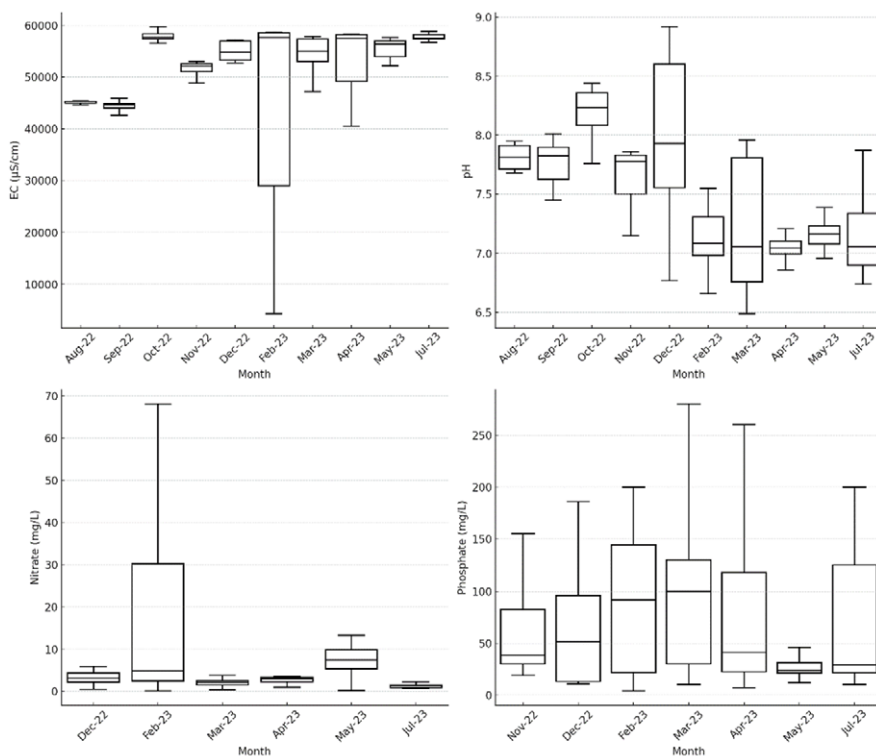 EC (µS/cm)
60000
50000
40000
30000
20000
10000
Aug-22
Sep-22
Oct-22
Nov-22
Dec-22
Feb-23
Mar-23
Apr-23
May-23
Jul-23
Month
pH
9.0
8.5
8.0
7.5
7.0
6.5
Aug-22
Sep-22
Oct-22
Nov-22
Dec-22
Feb-23
Mar-23
Apr-23
May-23
Jul-23
Month
Nitrate (mg/L)
70
60
50
40
30
20
10
0
Dec-22
Feb-23
Mar-23
Apr-23
May-23
Jul-23
Month
Phosphate (mg/L)
250
200
150
100
50
0
Nov-22
Dec-22
Feb-23
Mar-23
Apr-23
May-23
Jul-23
Month